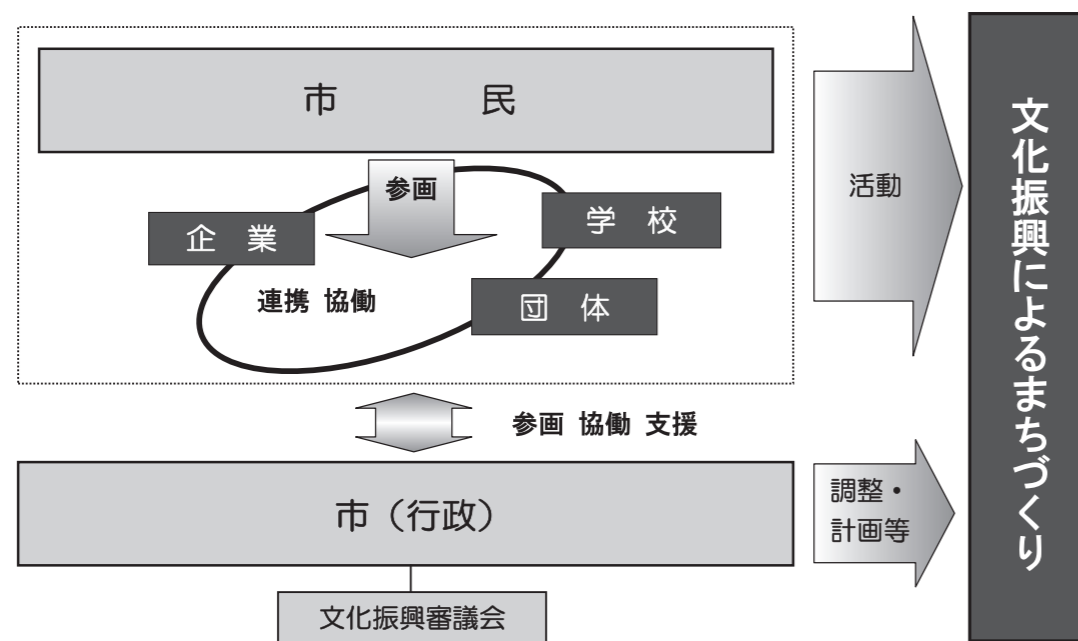 市　民
参画
企　業
学　校
団　体
連携 協働
参画 協働 支援
市（行政）
文化振興審議会
活動
調整・
計画等
文化振興によるまちづくり